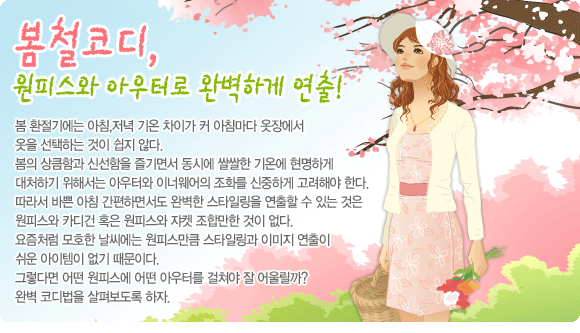 봄철코디,
원피스와 아우터로 완벽하게 연출!
봄 환절기에는 아침,저녁 기온 차이가 커 아침마다 옷장에서
옷을 선택하는 것이 쉽지 않다.
봄의 상큼함과 신선함을 즐기면서 동시에 쌀쌀한 기온에 현명하게
대처하기 위해서는 아우터와 이너웨어의 조화를 신중하게 고려해야 한다.
따라서 바쁜 아침 간편하면서도 완벽한 스타일링을 연출할 수 있는 것은
원피스와 카디건 혹은 원피스와 자켓 조합만한 것이 없다.
요즘처럼 모호한 날씨에는 원피스만큼 스타일링과 이미지 연출이
쉬운 아이템이 없기 때문이다.
그렇다면 어떤 원피스에 어떤 아우터를 걸쳐야 잘 어울릴까?
완벽 코디법을 살펴보도록 하자.